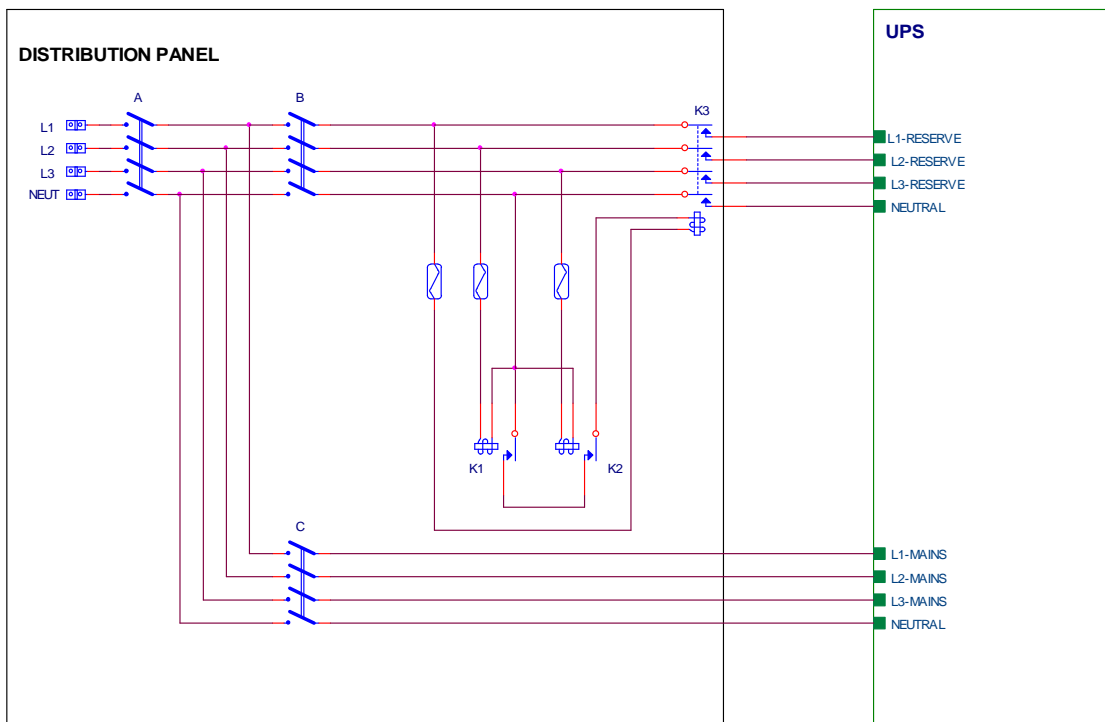 UPS
DISTRIBUTION PANEL
A
B
K3
L1
L2
L3
NEUT
L1-RESERVE
L2-RESERVE
L3-RESERVE
NEUTRAL
K1
K2
C
L1-MAINS
L2-MAINS
L3-MAINS
NEUTRAL